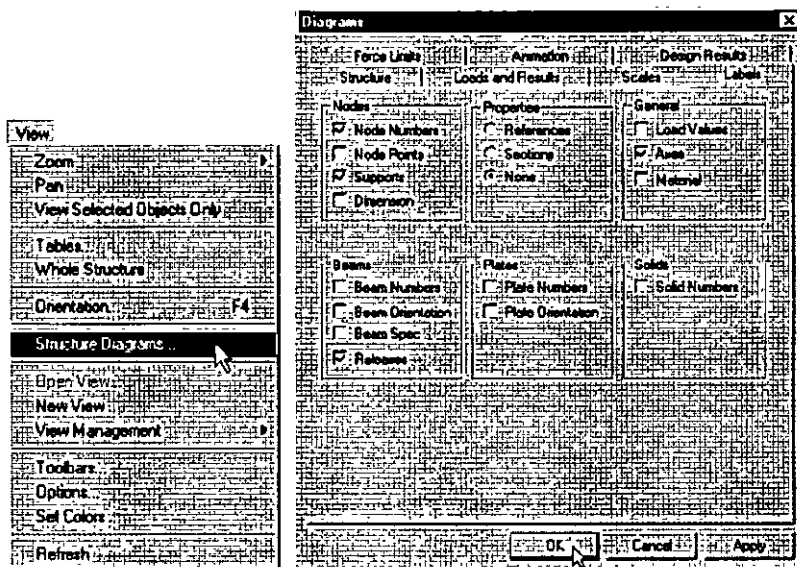 View
Zoom
Pan
View Selected Objects Only
Tables...
Whole Structure
Orientation... F4
Structure Diagrams...
Open View...
New View
View Management
Toolbars...
Options...
Set Colors
Refresh
Diagrams
Force Limits Animation Design Results
Structure Loads and Results Scales Labels
Nodes
Node Numbers
Node Points
Supports
Dimension
Properties
References
Sections
None
General
Load Values
Axes
Material
Beams
Beam Numbers
Beam Orientation
Beam Spec
Releases
Plates
Plate Numbers
Plate Orientation
Solids
Solid Numbers
OK Cancel Apply